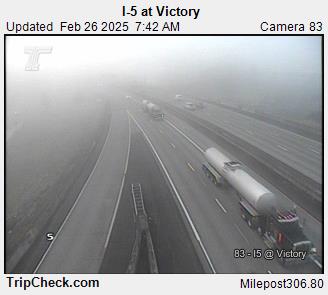 I-5 at Victory
Updated Feb 26 2025 7:42 AM
Camera 83
T
S
83 - I5 @ Victory
TripCheck.com
Milepost306.80